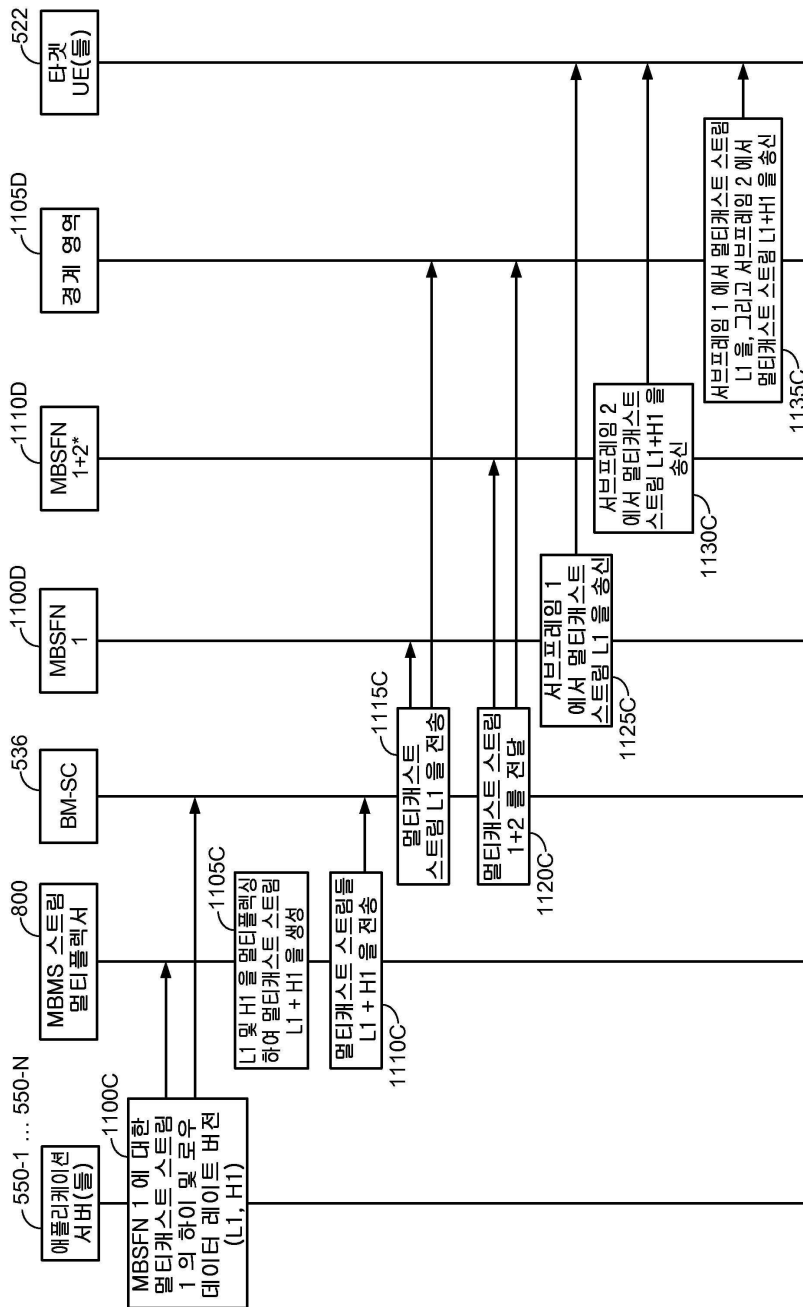 550-1 ... 550-N
애플리케이션
서버(들)
800
MBMS 스트림
멀티플렉서
536
BM-SC
1100D
MBSFN
1
1110D
MBSFN
1+2*
1105D
경계 영역
522
타겟
UE(들)
1100C
MBSFN 1 에 대한
멀티캐스트 스트림
1 의 하이 및 로우
데이터 레이트 버전
(L1, H1)
1105C
L1 및 H1 을 멀티플렉싱
하여 멀티캐스트 스트림
L1 + H1 을 생성
멀티캐스트 스트림들
L1 + H1 을 전송
1110C
1115C
멀티캐스트
스트림 L1 을 전송
멀티캐스트 스트림
1+2 를 전달
1120C
서브프레임 1
에서 멀티캐스트
스트림 L1 을 송신
1125C
서브프레임 2
에서 멀티캐스트
스트림 L1+H1 을
송신
1130C
서브프레임 1 에서 멀티캐스트 스트림
L1 을, 그리고 서브프레임 2 에서
멀티캐스트 스트림 L1+H1 을 송신
1135C